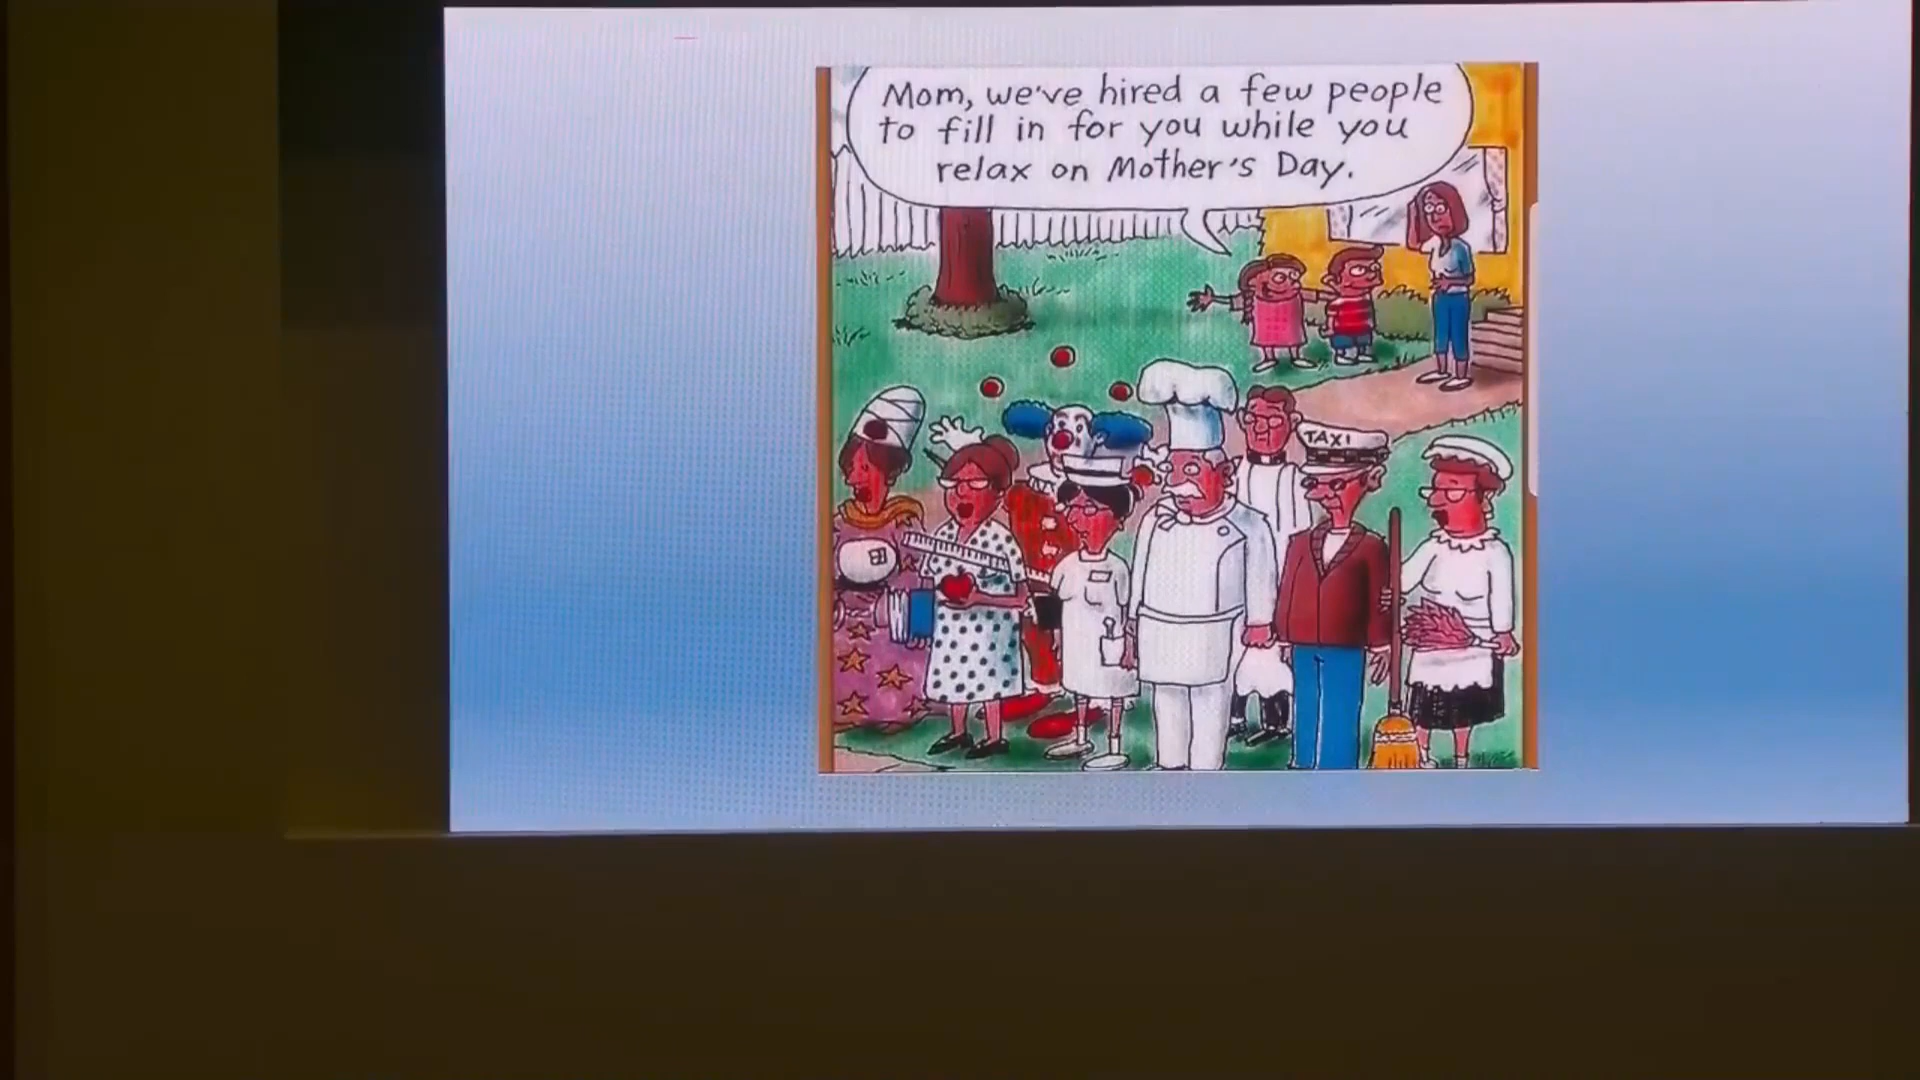 Mom, we've hired a few people
to fill in for you while you
relax on Mother's Day.
TAXI